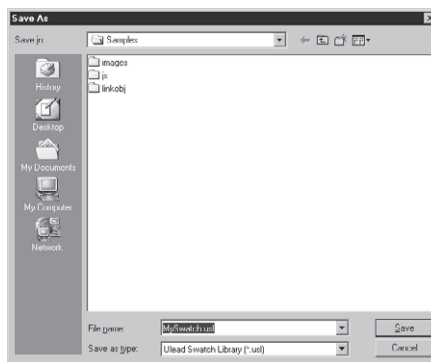 Save As
Save in:
Samples
images
js
linkobj
History
Desktop
My Documents
My Computer
Network
File name:
MySwatch.usl
Save
Save as type:
Ulead Swatch Library (*.usl)
Cancel